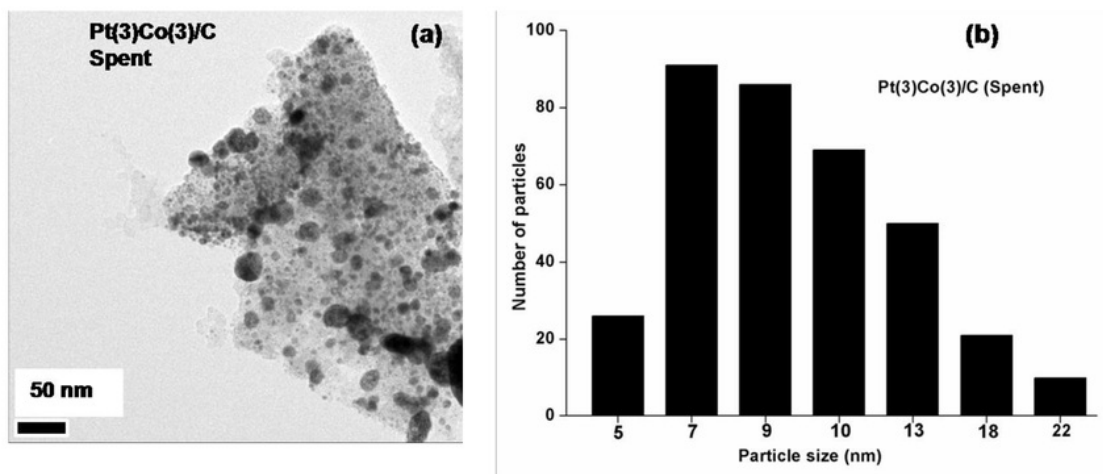 Pt(3)Co(3)/C
Spent
(a)
50 nm
(b)
Pt(3)Co(3)/C (Spent)
Number of particles
100
80
60
40
20
0
5 7 9 10 13 18 22
Particle size (nm)